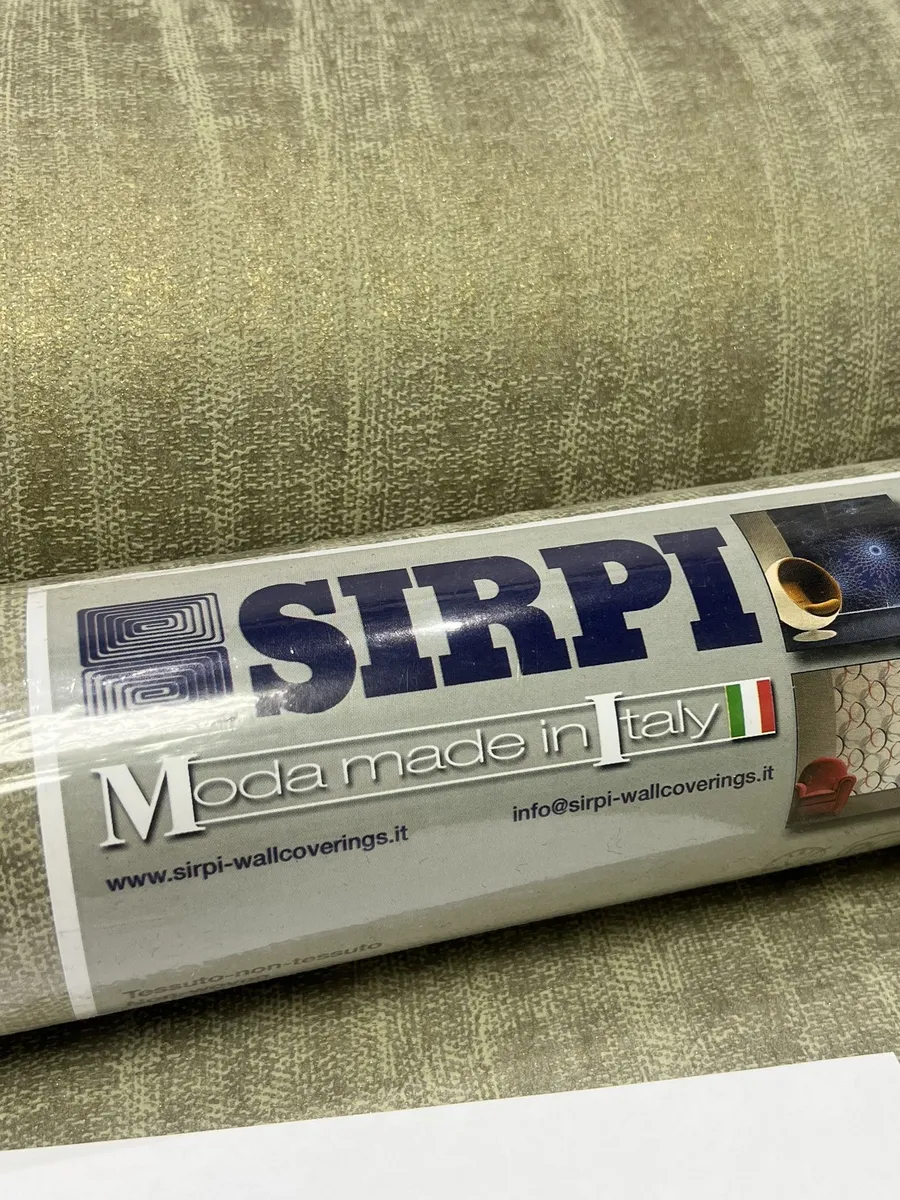 SIRPI
Moda made in Italy
www.sirpi-wallcoverings.it
info@sirpi-wallcoverings.it
Tessuto-non-tessuto